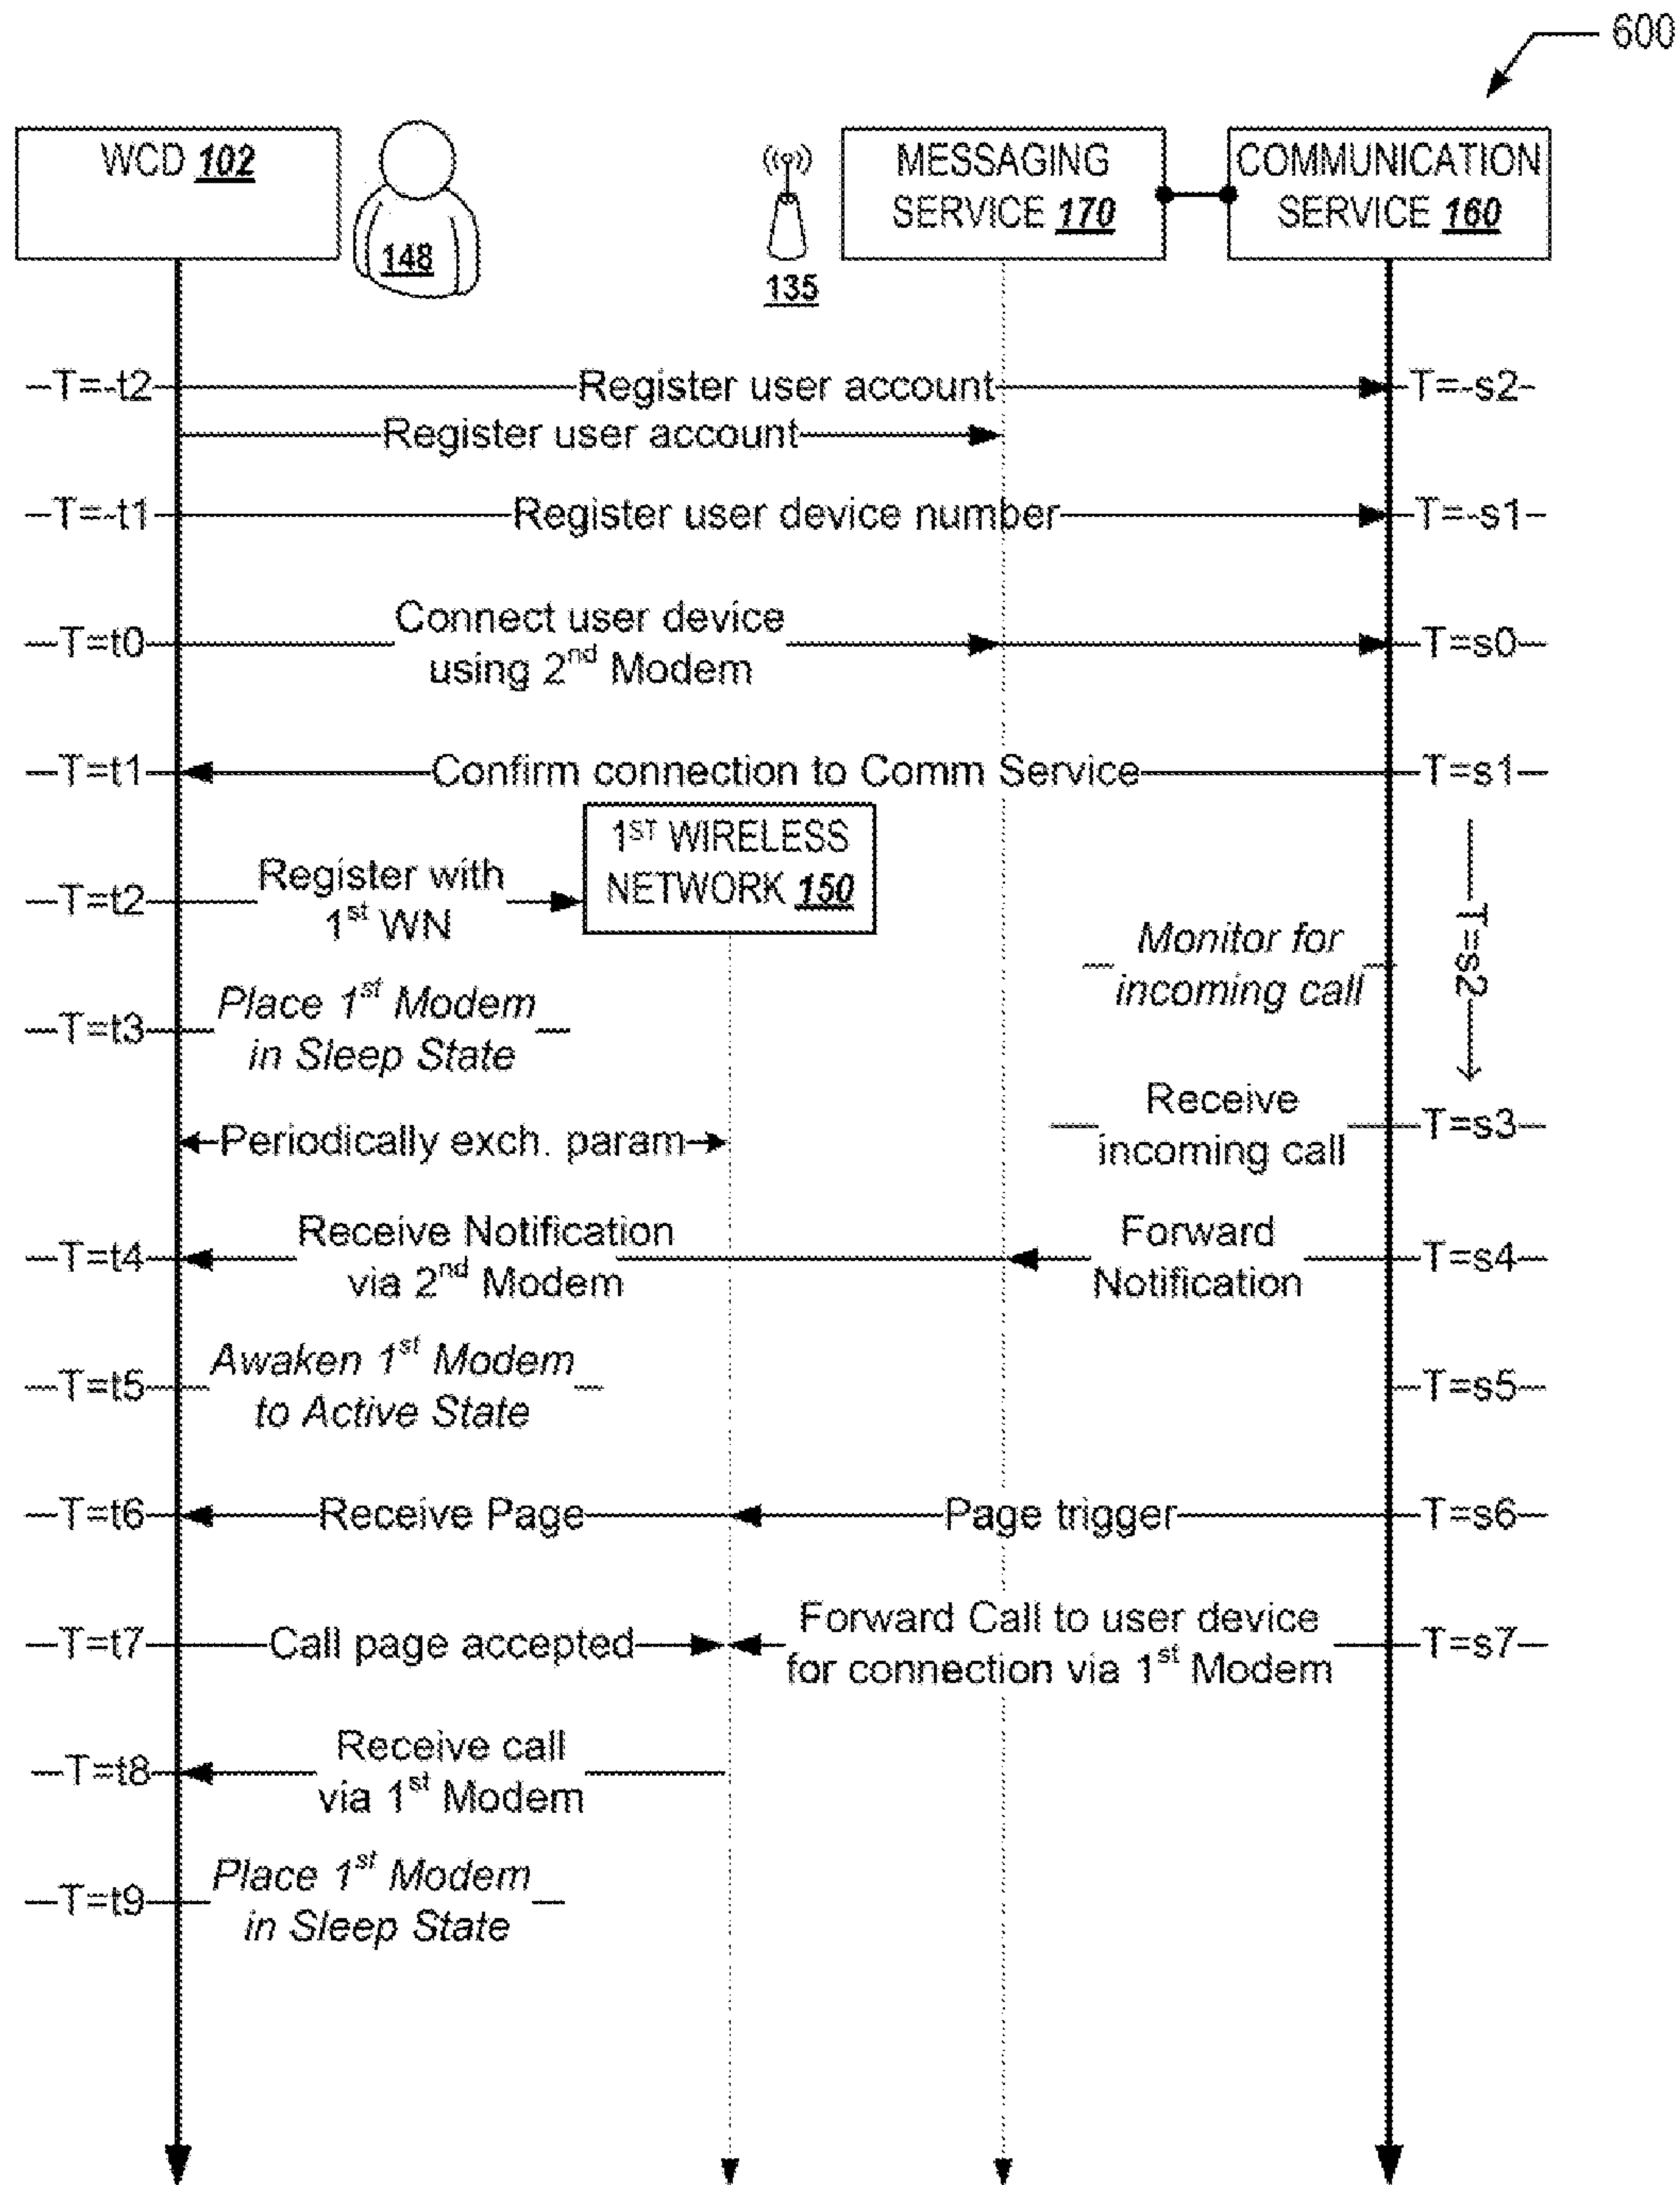 600
WCD 102
148
135
MESSAGING
SERVICE 170
COMMUNICATION
SERVICE 160
T=-t2
Register user account
T=-s2
Register user account
T=-t1
Register user device number
T=-s1
T=t0
Connect user device
using 2nd Modem
T=s0
T=t1
Confirm connection to Comm Service
T=s1
1ST WIRELESS
NETWORK 150
T=t2
Register with
1st WN
Monitor for
incoming call
T=s2
T=t3
Place 1st Modem
in Sleep State
Receive
incoming call
T=s3
Periodically exch. param
T=t4
Receive Notification
via 2nd Modem
Forward
Notification
T=s4
T=t5
Awaken 1st Modem
to Active State
T=s5
T=t6
Receive Page
Page trigger
T=s6
T=t7
Call page accepted
Forward Call to user device
for connection via 1st Modem
T=s7
T=t8
Receive call
via 1st Modem
T=t9
Place 1st Modem
in Sleep State